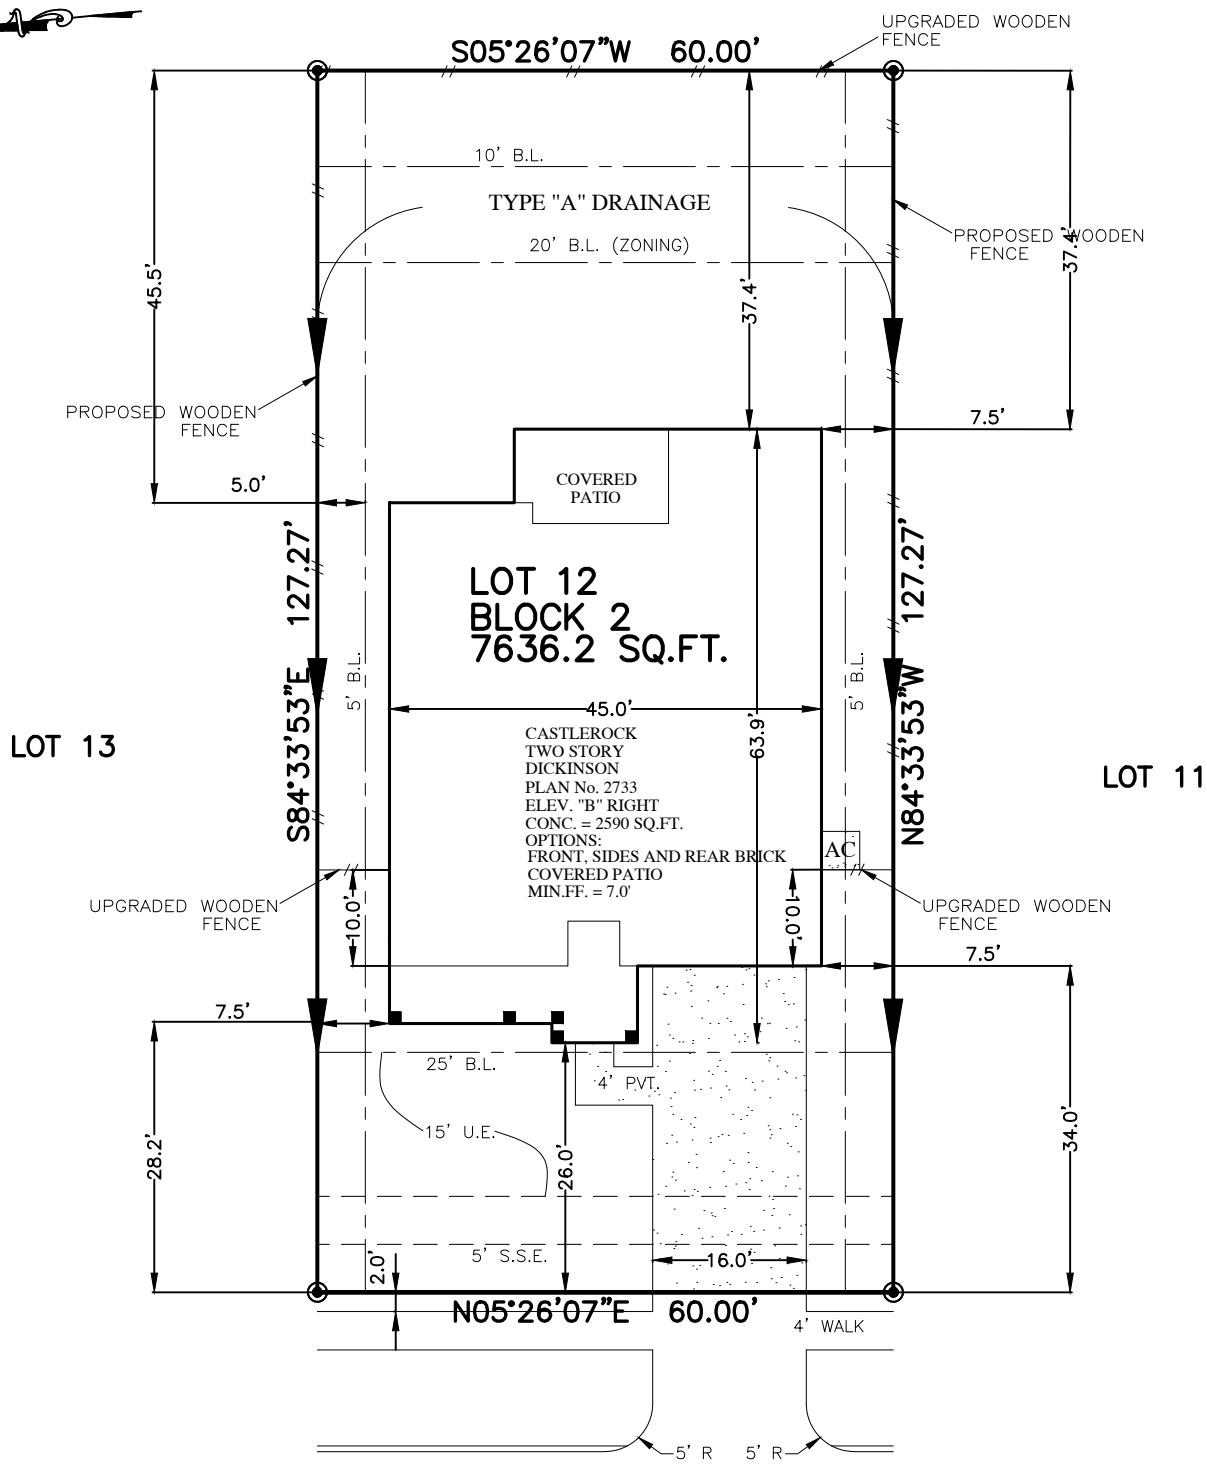 UPGRADED WOODEN
FENCE
S05°26'07"W 60.00'
10' B.L.
TYPE "A" DRAINAGE
20' B.L. (ZONING)
PROPOSED WOODEN
FENCE
45.5'
37.4'
37.4'
PROPOSED WOODEN
FENCE
7.5'
5.0'
COVERED
PATIO
127.27'
127.27'
LOT 12
BLOCK 2
7636.2 SQ.FT.
5' B.L.
5' B.L.
S84°33'53"E
N84°33'53"W
45.0'
63.9'
LOT 13
LOT 11
CASTLEROCK
TWO STORY
DICKINSON
PLAN No. 2733
ELEV. "B" RIGHT
CONC. = 2590 SQ.FT.
OPTIONS:
FRONT, SIDES AND REAR BRICK
COVERED PATIO
MIN.FF. = 7.0'
AC
UPGRADED WOODEN
FENCE
10.0'
10.0'
UPGRADED WOODEN
FENCE
7.5'
7.5'
25' B.L.
4' PVT.
15' U.E.
28.2'
26.0'
34.0'
5' S.S.E.
2.0'
16.0'
N05°26'07"E 60.00'
4' WALK
5' R 5' R